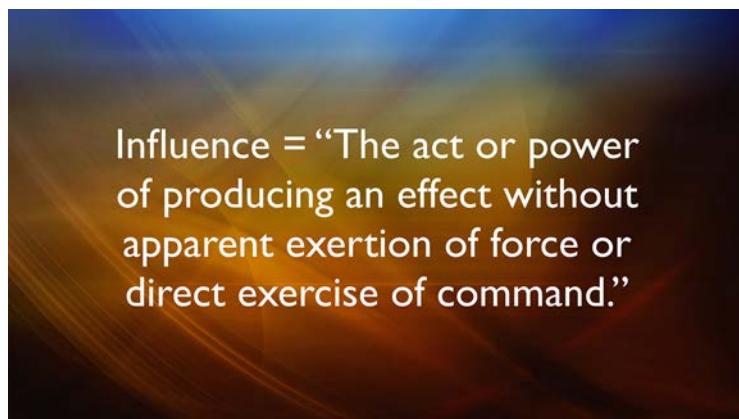 Influence = “The act or power
of producing an effect without
apparent exertion of force or
direct exercise of command.”